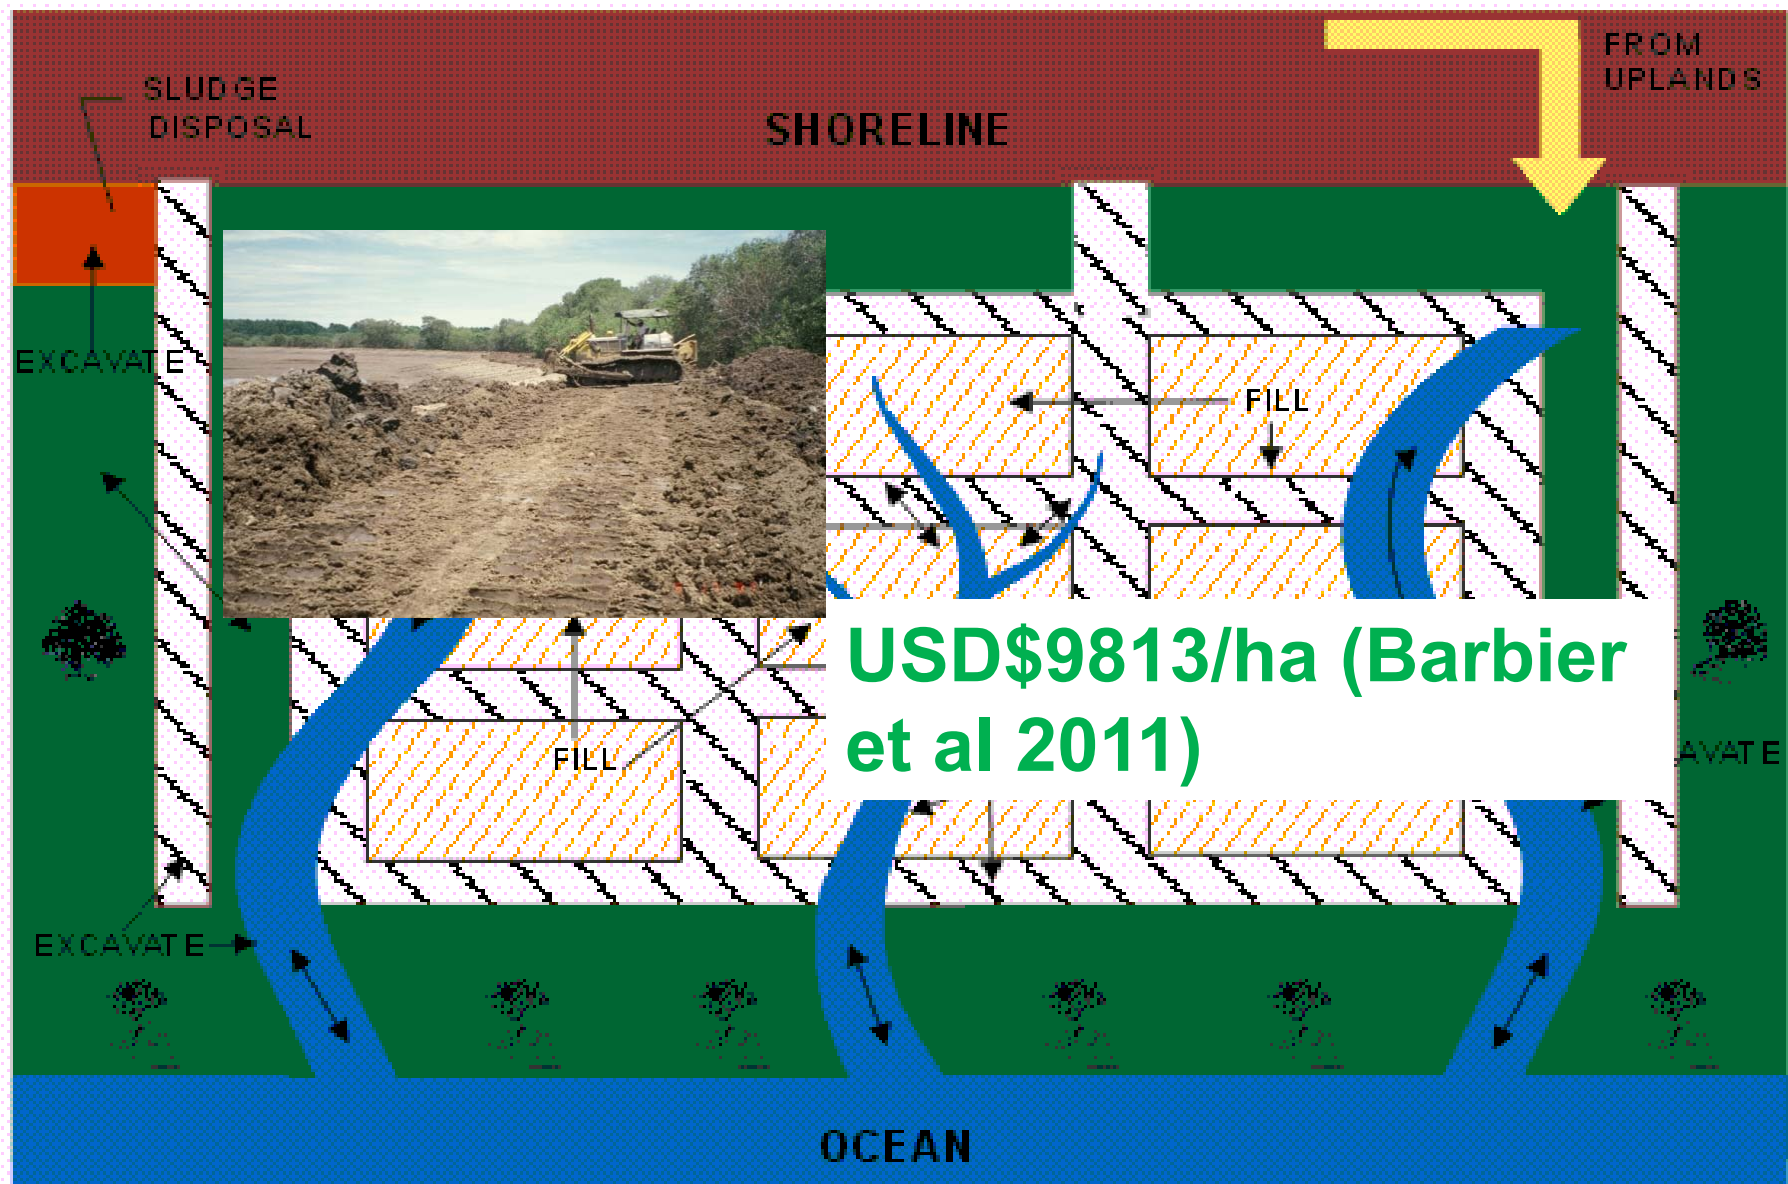 FROM
UPLANDS
SLUDGE
DISPOSAL
SHORELINE
EXCAVATE
FILL
USD$9813/ha (Barbier
et al 2011)
FILL
AVATE
EXCAVATE
OCEAN